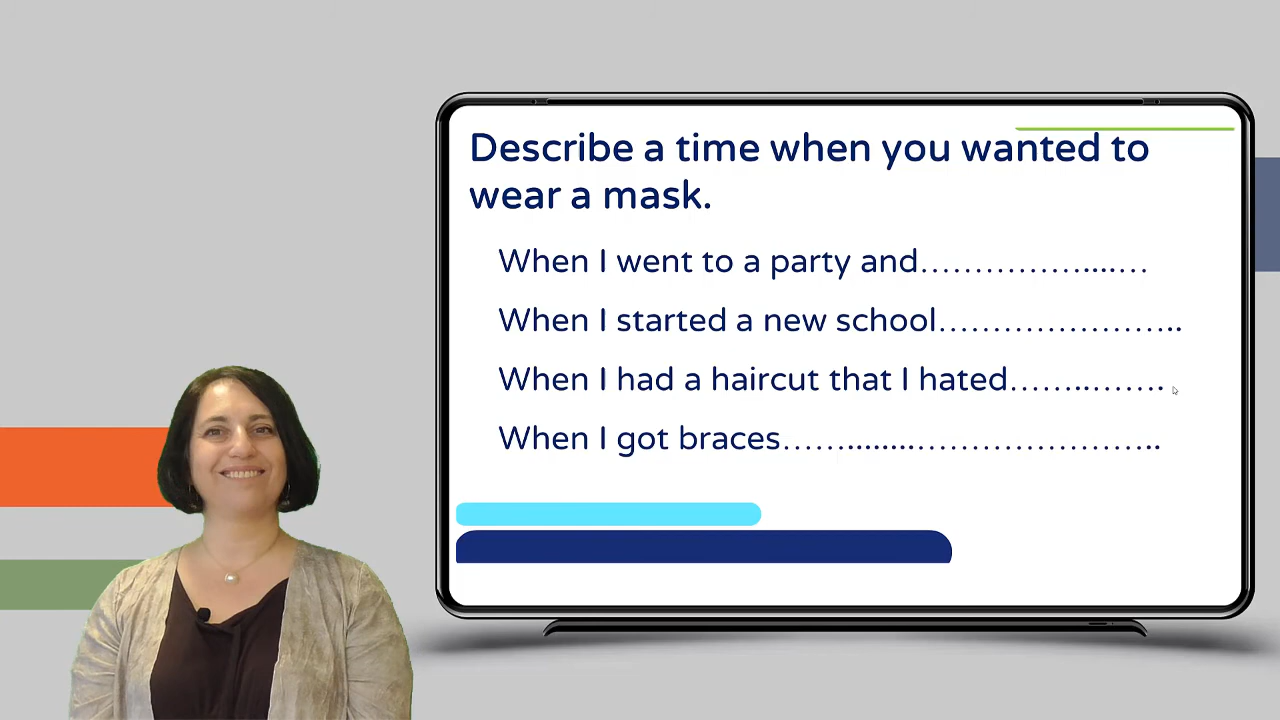 Describe a time when you wanted to
wear a mask.
When I went to a party and……………....…
When I started a new school…………………..
When I had a haircut that I hated……..…….
When I got braces……........…………………..